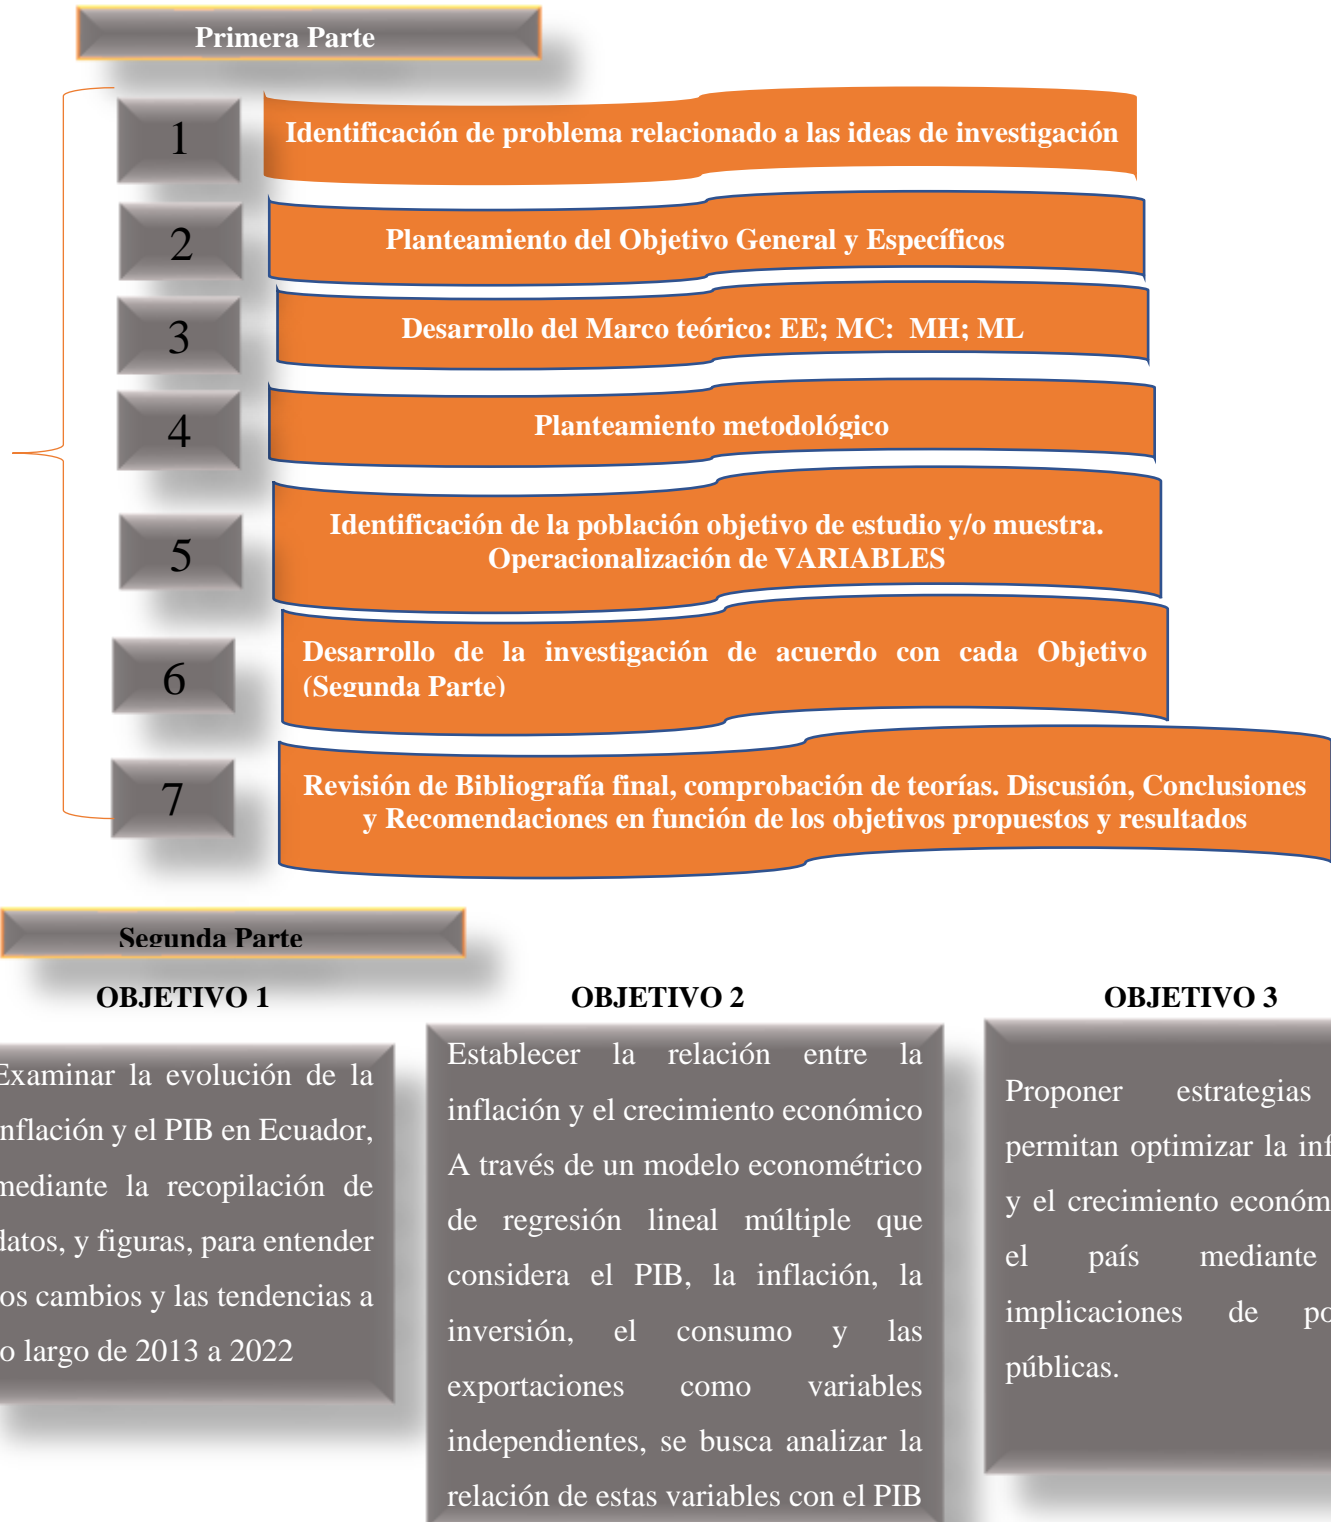 Primera Parte
1
Identificación de problema relacionado a las ideas de investigación
2
Planteamiento del Objetivo General y Específicos
3
Desarrollo del Marco teórico: EE; MC: MH; ML
4
Planteamiento metodológico
5
Identificación de la población objetivo de estudio y/o muestra.
Operacionalización de VARIABLES
6
Desarrollo de la investigación de acuerdo con cada Objetivo
(Segunda Parte)
7
Revisión de Bibliografía final, comprobación de teorías. Discusión, Conclusiones
y Recomendaciones en función de los objetivos propuestos y resultados
Segunda Parte
OBJETIVO 1
Examinar la evolución de la
inflación y el PIB en Ecuador,
mediante la recopilación de
datos, y figuras, para entender
los cambios y las tendencias a
lo largo de 2013 a 2022
OBJETIVO 2
Establecer la relación entre la
inflación y el crecimiento económico
A través de un modelo econométrico
de regresión lineal múltiple que
considera el PIB, la inflación, la
inversión, el consumo y las
exportaciones como variables
independientes, se busca analizar la
relación de estas variables con el PIB
OBJETIVO 3
Proponer estrategias
permitan optimizar la inf
y el crecimiento económ
el país mediante
implicaciones de po
públicas.